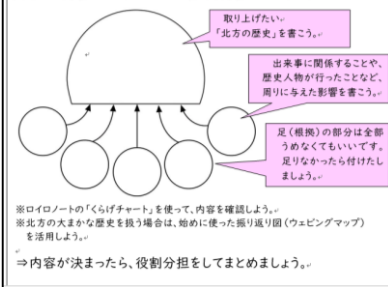 取り上げたい
「北方の歴史」を書こう。
出来事に関係することや、
歴史人物が行ったことなど、
周りに与えた影響を書こう。
足(根拠)の部分は全部
うめなくてもいいです。
足りなかったら付けたし
ましょう。
※ロイロノートの「くらげチャート」を使って、内容を確認しよう。
※北方の大まかな歴史を扱う場合は、始めに使った振り返り図(ウェビングマップ)
を活用しよう。
⇒内容が決まったら、役割分担をしてまとめましょう。